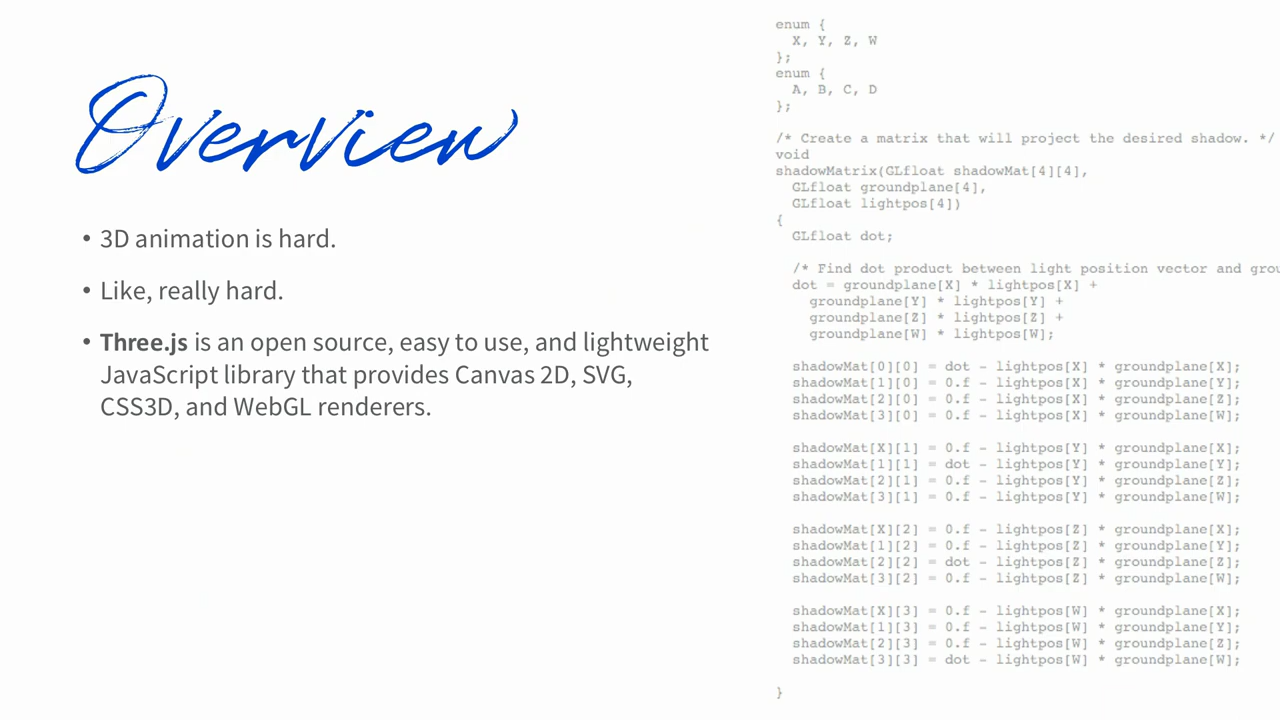 Overview
• 3D animation is hard.
• Like, really hard.
• Three.js is an open source, easy to use, and lightweight
JavaScript library that provides Canvas 2D, SVG,
CSS3D, and WebGL renderers.
enum {
  X, Y, Z, W
};
enum {
  A, B, C, D
};
/* Create a matrix that will project the desired shadow. */
void
shadowMatrix(GLfloat shadowMat[4][4],
  GLfloat groundplane[4],
  GLfloat lightpos[4])
{
  GLfloat dot;
  /* Find dot product between light position vector and grou
  dot = groundplane[X] * lightpos[X] +
    groundplane[Y] * lightpos[Y] +
    groundplane[Z] * lightpos[Z] +
    groundplane[W] * lightpos[W];
  shadowMat[0][0] = dot - lightpos[X] * groundplane[X];
  shadowMat[1][0] = 0.f - lightpos[X] * groundplane[Y];
  shadowMat[2][0] = 0.f - lightpos[X] * groundplane[Z];
  shadowMat[3][0] = 0.f - lightpos[X] * groundplane[W];
  shadowMat[X][1] = 0.f - lightpos[Y] * groundplane[X];
  shadowMat[1][1] = dot - lightpos[Y] * groundplane[Y];
  shadowMat[2][1] = 0.f - lightpos[Y] * groundplane[Z];
  shadowMat[3][1] = 0.f - lightpos[Y] * groundplane[W];
  shadowMat[X][2] = 0.f - lightpos[Z] * groundplane[X];
  shadowMat[1][2] = 0.f - lightpos[Z] * groundplane[Y];
  shadowMat[2][2] = dot - lightpos[Z] * groundplane[Z];
  shadowMat[3][2] = 0.f - lightpos[Z] * groundplane[W];
  shadowMat[X][3] = 0.f - lightpos[W] * groundplane[X];
  shadowMat[1][3] = 0.f - lightpos[W] * groundplane[Y];
  shadowMat[2][3] = 0.f - lightpos[W] * groundplane[Z];
  shadowMat[3][3] = dot - lightpos[W] * groundplane[W];
}